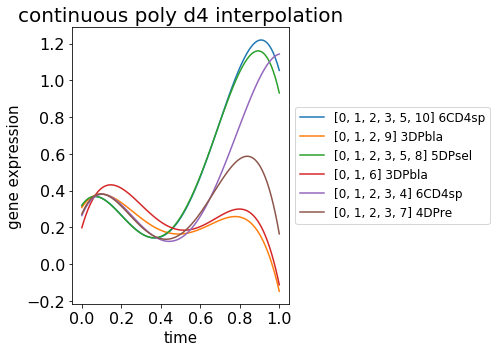 continuous poly d4 interpolation
gene expression
1.2
1.0
0.8
0.6
0.4
0.2
0.0
−0.2
0.0 0.2 0.4 0.6 0.8 1.0
time
[0, 1, 2, 3, 5, 10] 6CD4sp
[0, 1, 2, 9] 3DPbla
[0, 1, 2, 3, 5, 8] 5DPsel
[0, 1, 6] 3DPbla
[0, 1, 2, 3, 4] 6CD4sp
[0, 1, 2, 3, 7] 4DPre